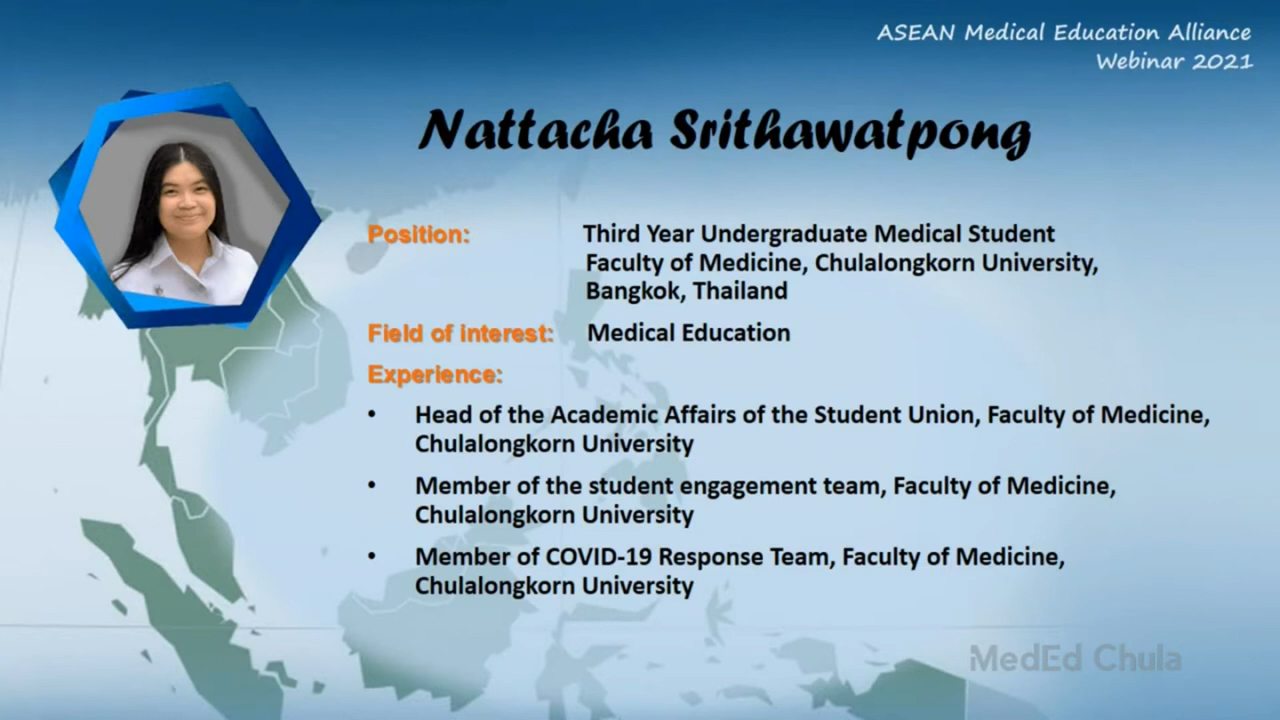 ASEAN Medical Education Alliance
Webinar 2021
Nattacha Srithawatpong
Position: Third Year Undergraduate Medical Student
Faculty of Medicine, Chulalongkorn University,
Bangkok, Thailand
Field of interest: Medical Education
Experience:
• Head of the Academic Affairs of the Student Union, Faculty of Medicine,
Chulalongkorn University
• Member of the student engagement team, Faculty of Medicine,
Chulalongkorn University
• Member of COVID-19 Response Team, Faculty of Medicine,
Chulalongkorn University
MedEd Chula